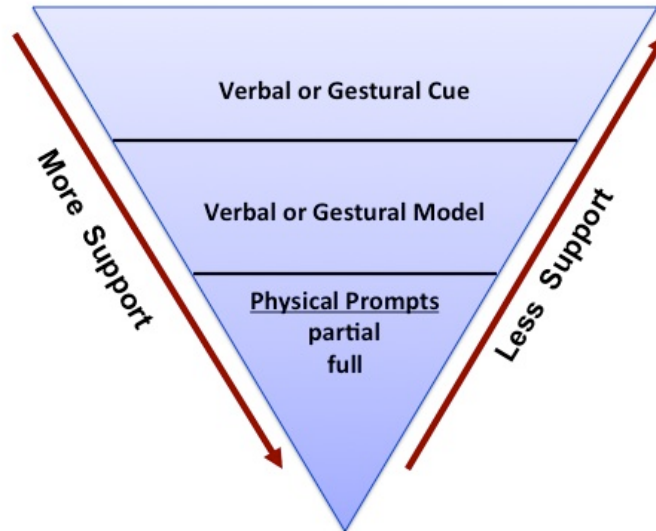 Verbal or Gestural Cue
More Support
Verbal or Gestural Model
Less Support
Physical Prompts
partial
full